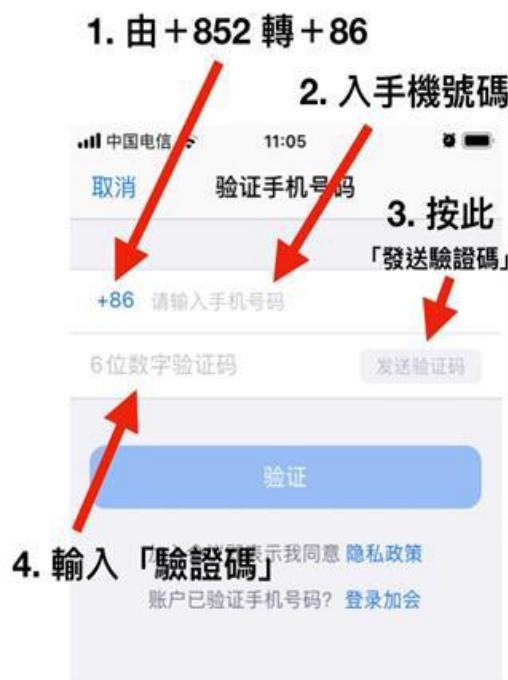 1. 由＋852 轉＋86
2. 入手機號碼
中国电信 11:05
取消 验证手机号码
3. 按此
「發送驗證碼」
+86 请输入手机号码
6位数字验证码 发送验证码
验证
4. 輸入「驗證碼」
表示我同意 隐私政策
账户已验证手机号码? 登录加会